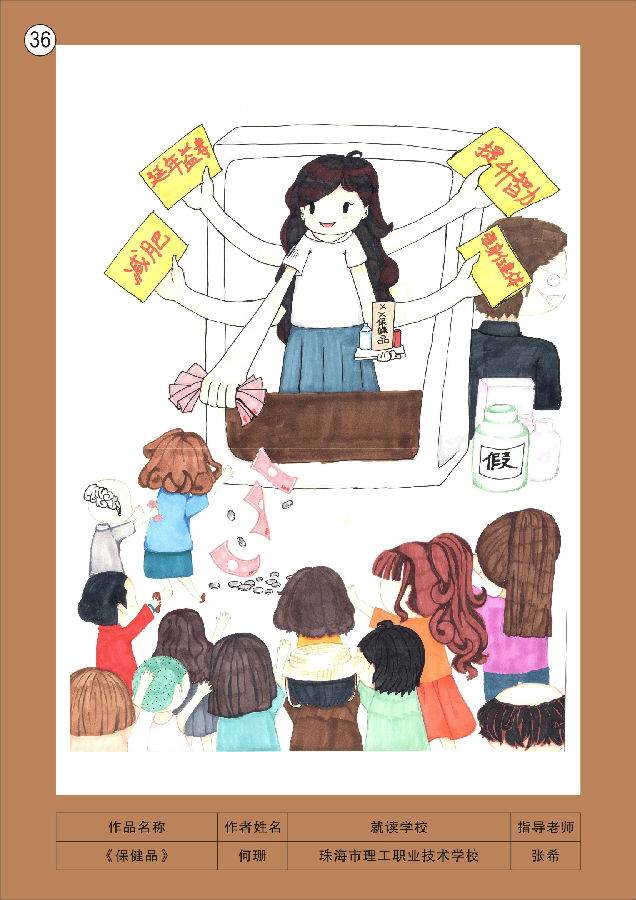 36
延年益寿
提升智力
减肥
强身健体
××保健品
假
作品名称 作者姓名 就读学校 指导老师
《保健品》 何珊 珠海市理工职业技术学校 张希